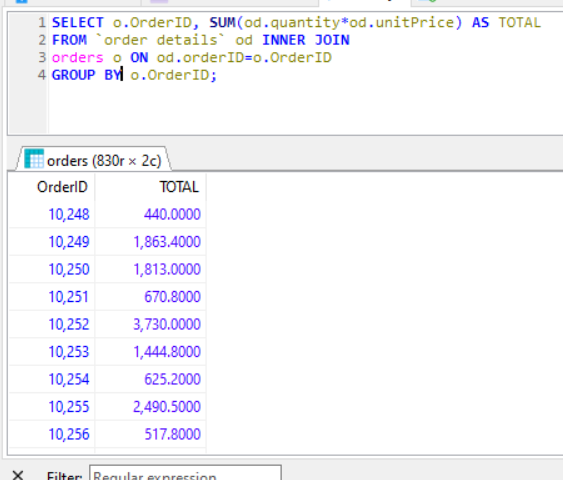 1 SELECT o.OrderID, SUM(od.quantity*od.unitPrice) AS TOTAL
2 FROM `order details` od INNER JOIN
3 orders o ON od.orderID=o.OrderID
4 GROUP BY o.OrderID;
orders (830r × 2c)
OrderID TOTAL
10,248 440.0000
10,249 1,863.4000
10,250 1,813.0000
10,251 670.8000
10,252 3,730.0000
10,253 1,444.8000
10,254 625.2000
10,255 2,490.5000
10,256 517.8000
× Filter: Regular expression